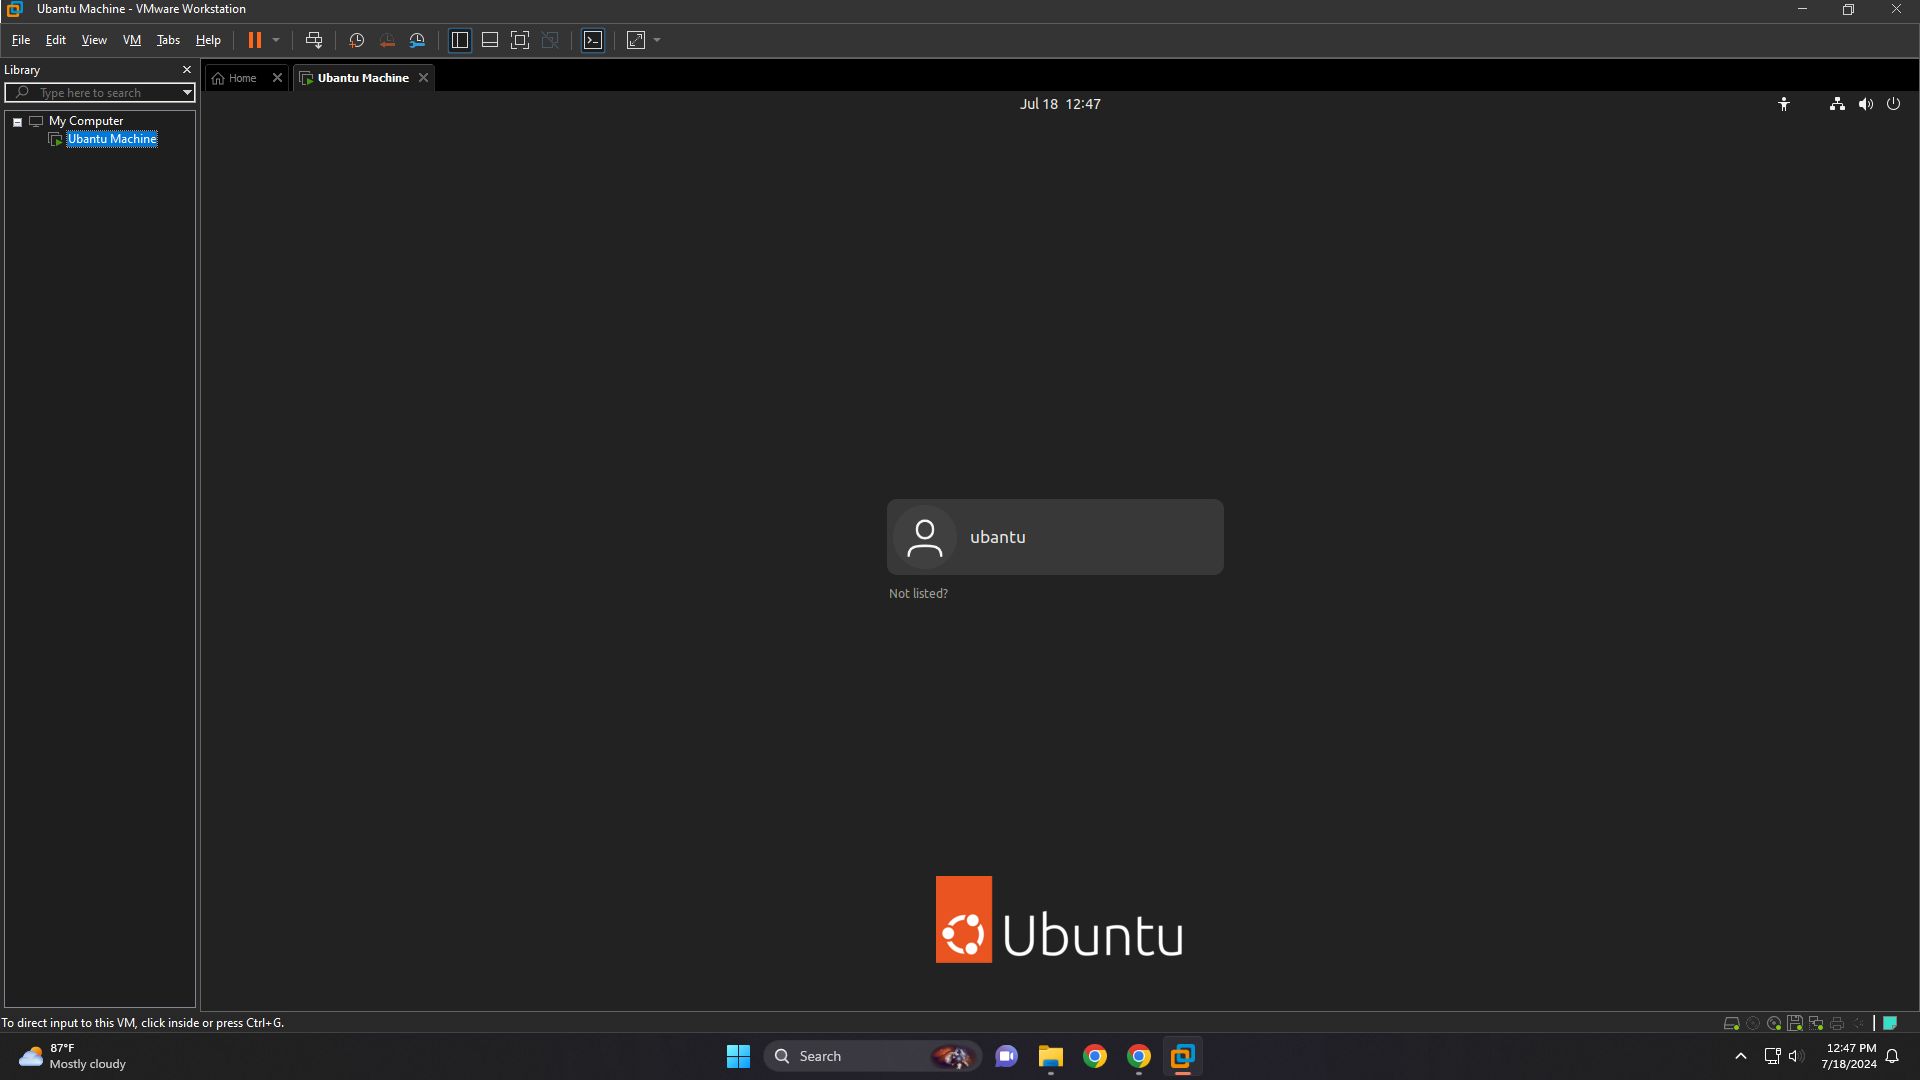 Ubantu Machine - VMware Workstation
File Edit View VM Tabs Help
Library
Type here to search
My Computer
Ubantu Machine
Home
Ubantu Machine
Jul 18 12:47
ubantu
Not listed?
Ubuntu
To direct input to this VM, click inside or press Ctrl+G.
87°F
Mostly cloudy
Search
12:47 PM
7/18/2024